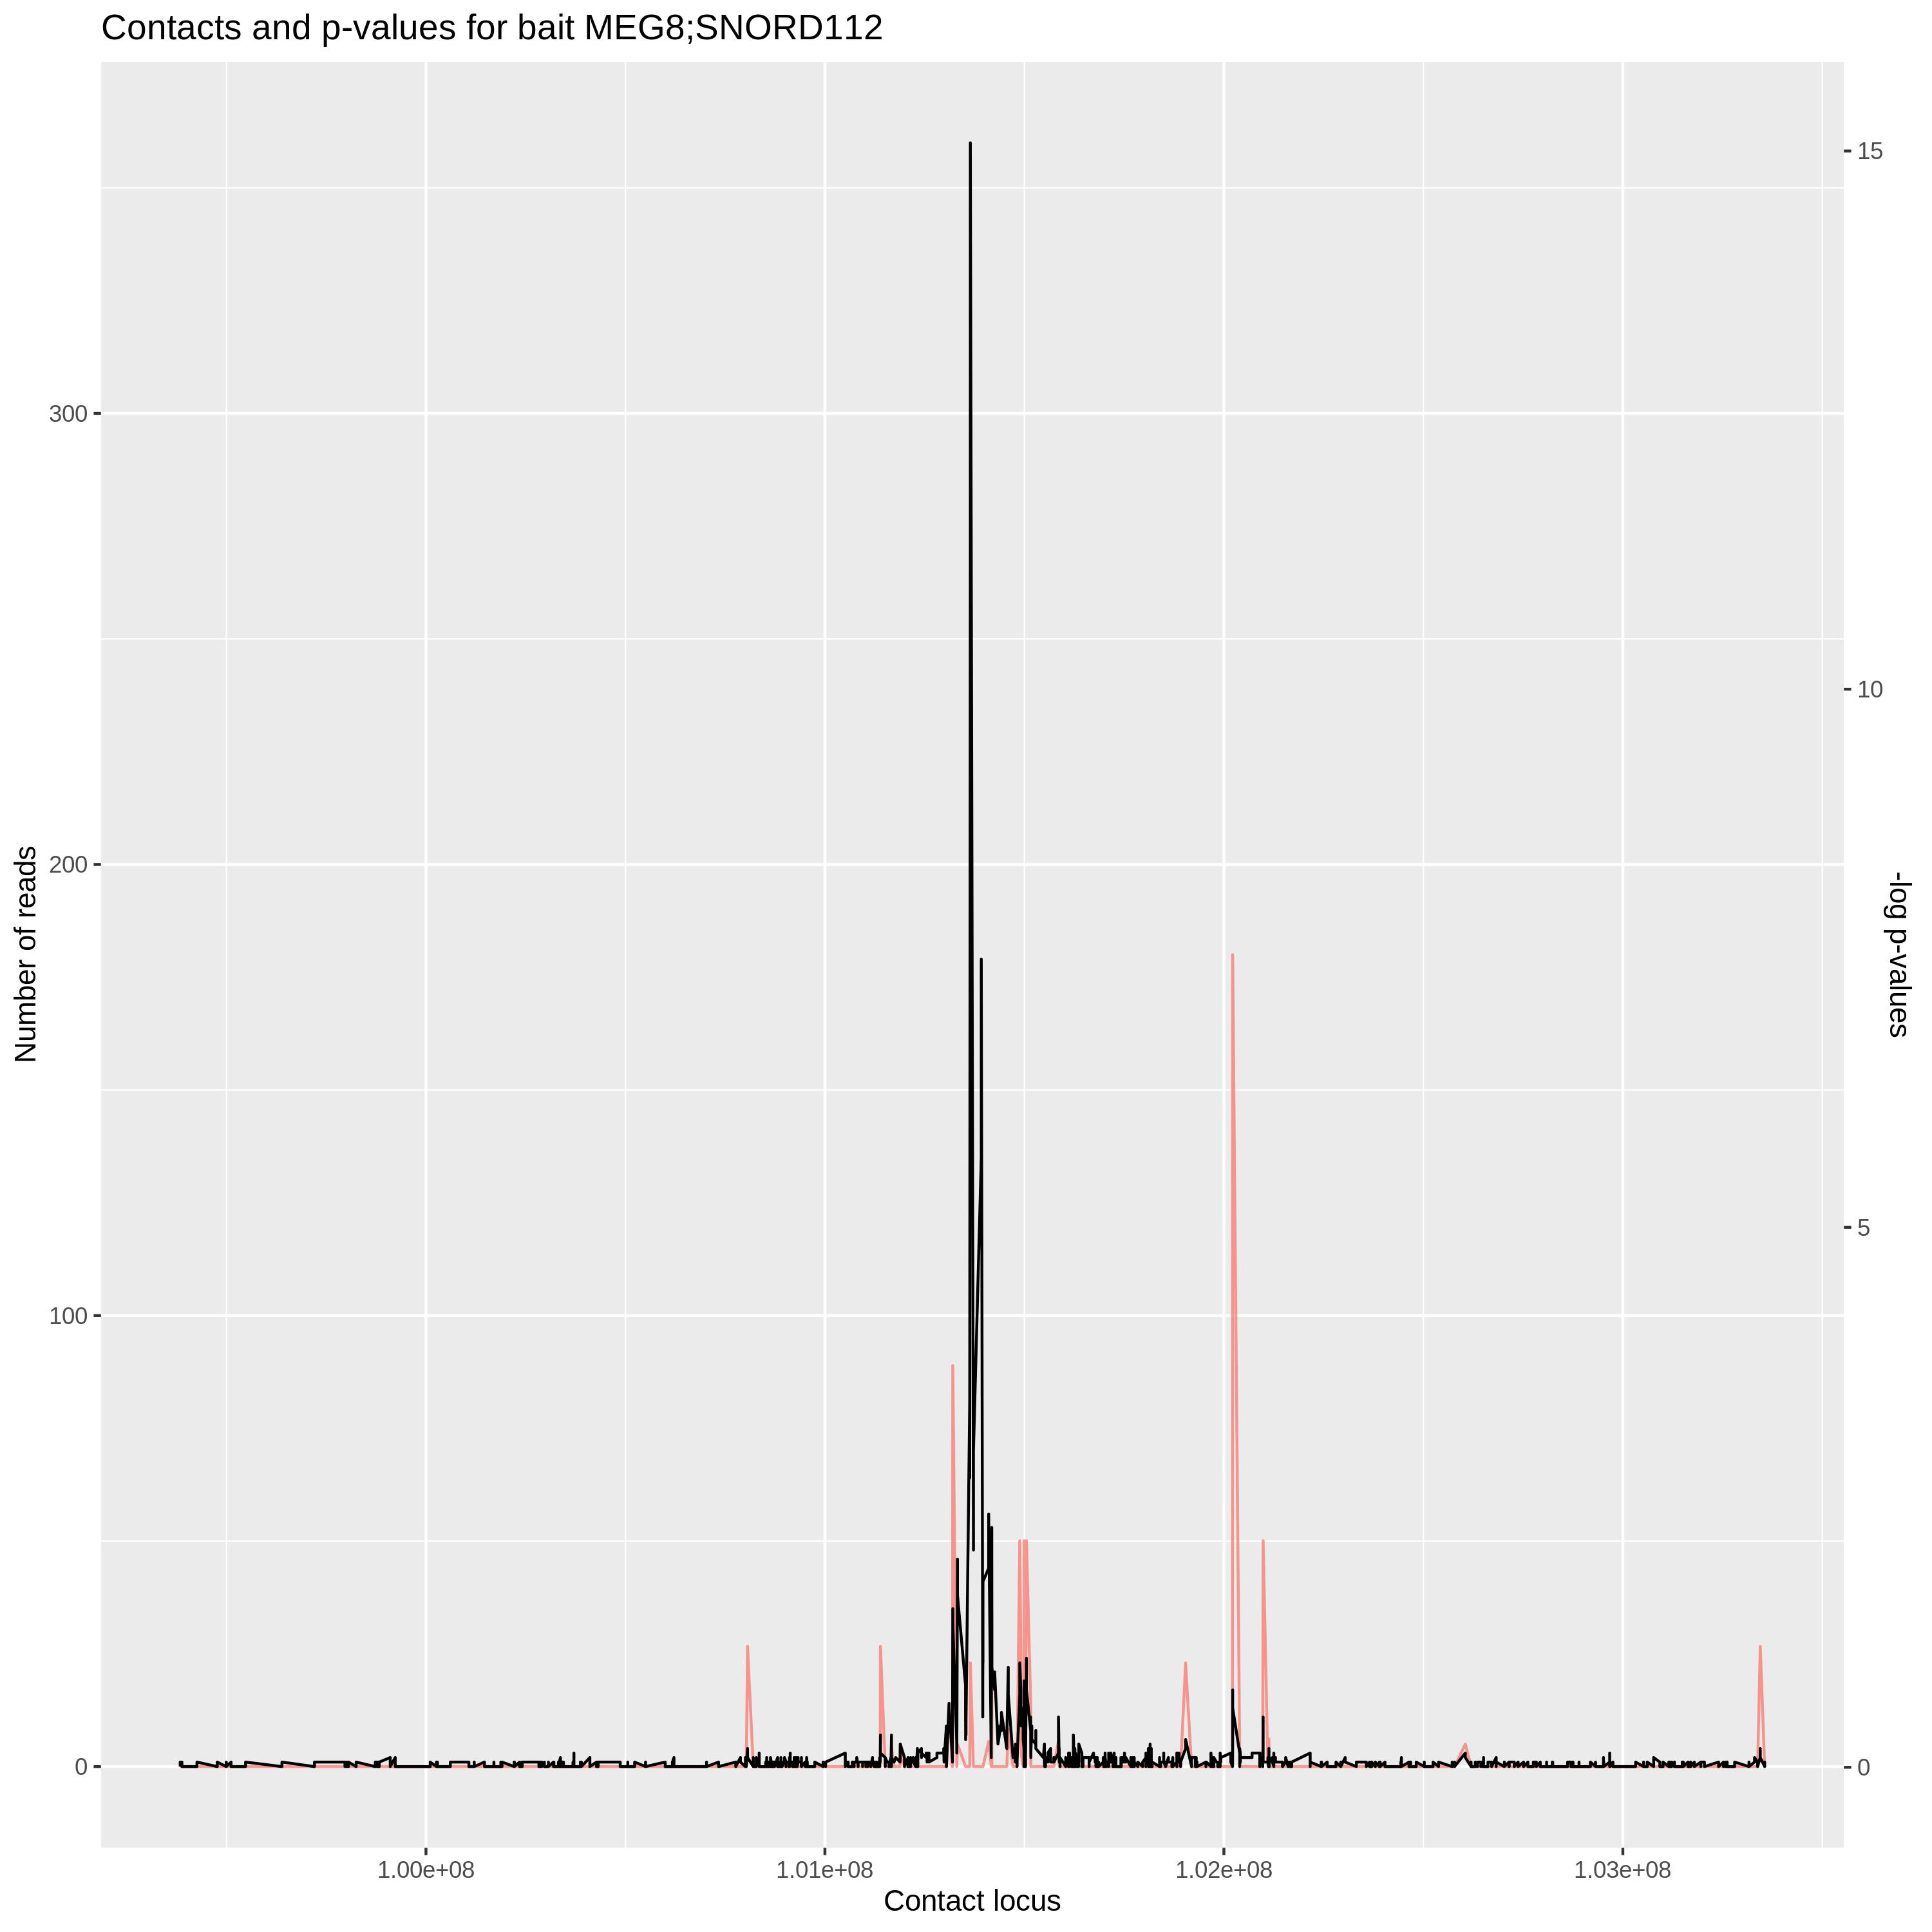 Contacts and p-values for bait MEG8;SNORD112
15
300
10
Number of reads
200
-log p-values
5
100
0
0
1.00e+08
1.01e+08
1.02e+08
1.03e+08
Contact locus